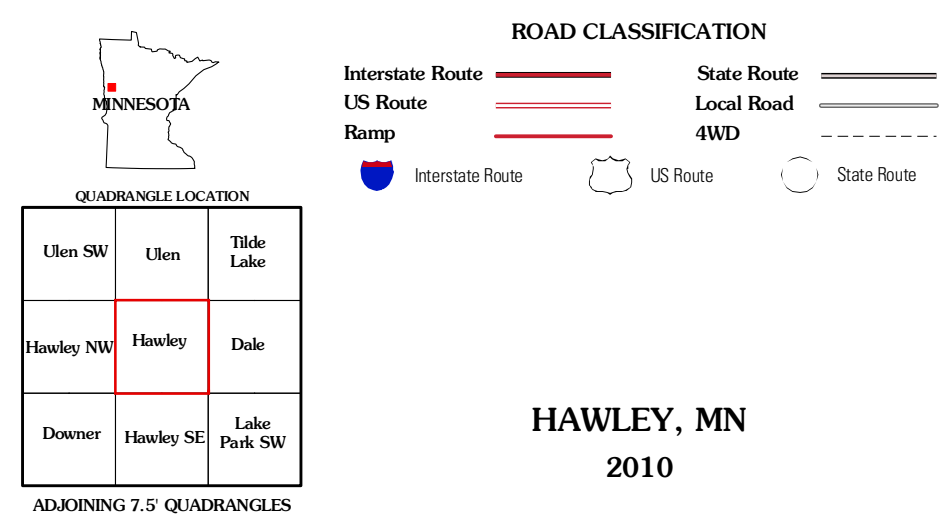 MINNESOTA
QUADRANGLE LOCATION
ROAD CLASSIFICATION
Interstate Route
State Route
US Route
Local Road
Ramp
4WD
Interstate Route
US Route
State Route
Ulen SW
Ulen
Tilde
Lake
Hawley NW
Hawley
Dale
Downer
Hawley SE
Lake
Park SW
ADJOINING 7.5' QUADRANGLES
HAWLEY, MN
2010